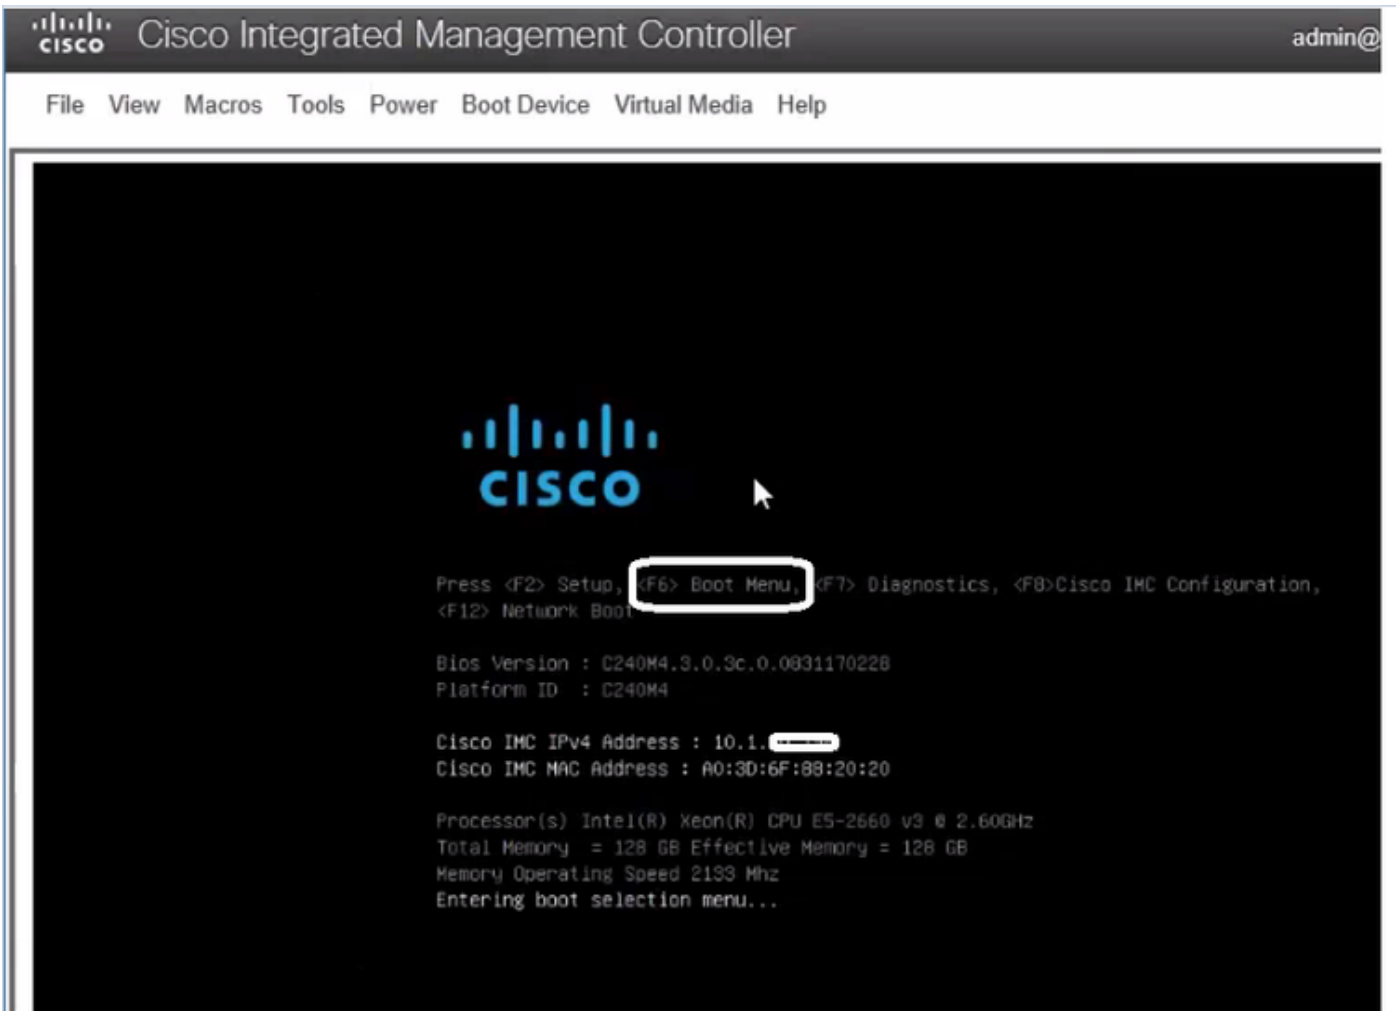 CISCO Cisco Integrated Management Controller admin@
File View Macros Tools Power Boot Device Virtual Media Help
CISCO
Press <F2> Setup, <F6> Boot Menu, <F7> Diagnostics, <F8>Cisco IMC Configuration,
<F12> Network Boot
Bios Version : C240M4.3.0.3c.0.0831170228
Platform ID : C240M4
Cisco IMC IPv4 Address : 10.1.
Cisco IMC MAC Address : A0:3D:6F:88:20:20
Processor(s) Intel(R) Xeon(R) CPU E5-2660 v3 @ 2.60GHz
Total Memory = 128 GB Effective Memory = 128 GB
Memory Operating Speed 2133 Mhz
Entering boot selection menu...